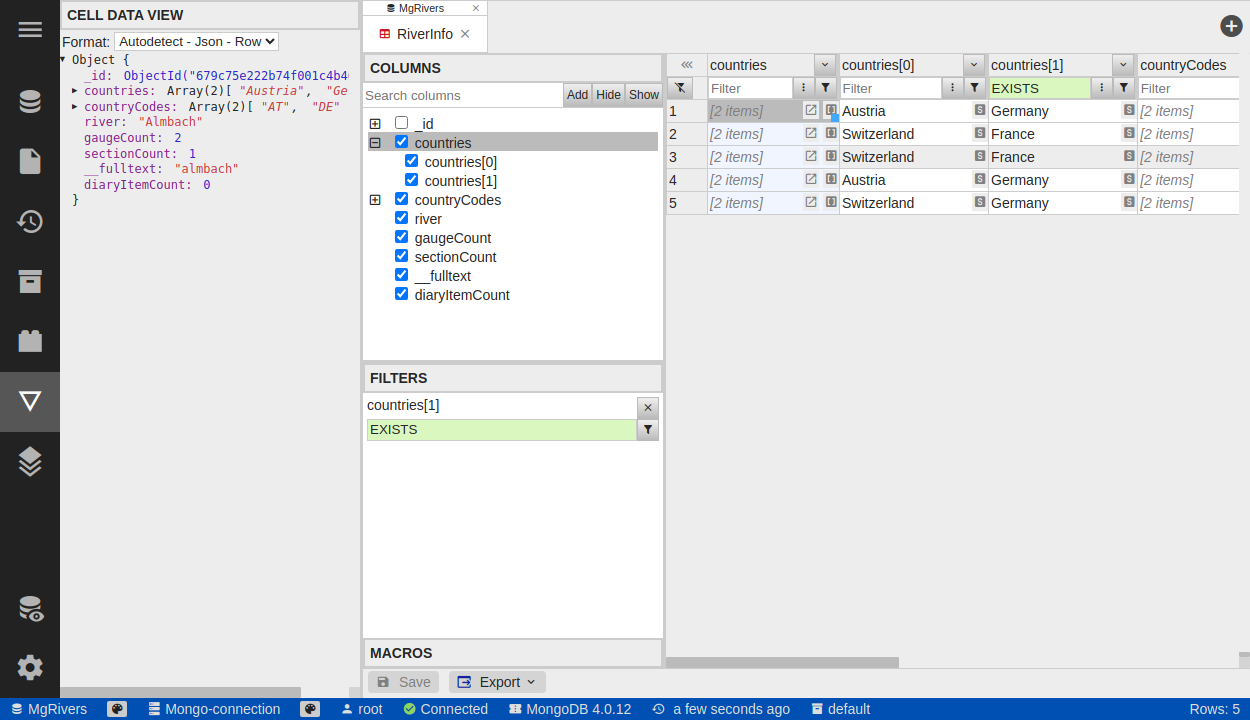 CELL DATA VIEW
Format: Autodetect - Json - Row
Object {
_id: ObjectId("679c75e222b74f001c4b4
countries: Array(2)[ "Austria", "Ge
countryCodes: Array(2)[ "AT", "DE"
river: "Almbach"
gaugeCount: 2
sectionCount: 1
__fulltext: "almbach"
diaryItemCount: 0
}
MgRivers
RiverInfo
COLUMNS
Search columns Add Hide Show
_id
countries
countries[0]
countries[1]
countryCodes
river
gaugeCount
sectionCount
__fulltext
diaryItemCount
FILTERS
countries[1]
EXISTS
MACROS
countries countries[0] countries[1] countryCodes
Filter Filter EXISTS Filter
1 [2 items] Austria Germany [2 items]
2 [2 items] Switzerland France [2 items]
3 [2 items] Switzerland France [2 items]
4 [2 items] Austria Germany [2 items]
5 [2 items] Switzerland Germany [2 items]
Save Export
MgRivers Mongo-connection root Connected MongoDB 4.0.12 a few seconds ago default Rows: 5